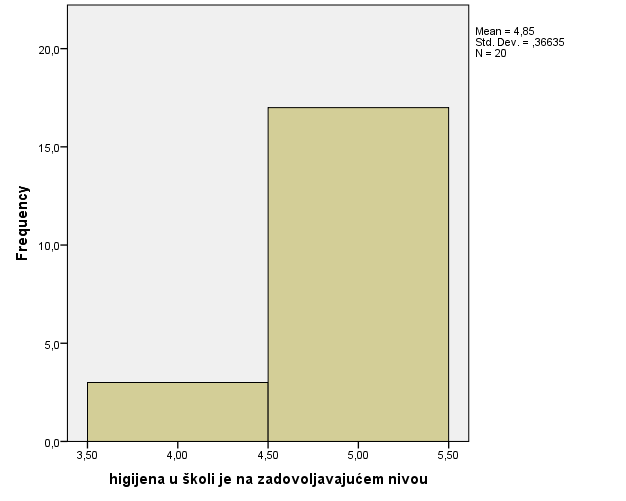 Mean = 4,85
Std. Dev. = ,36635
N = 20
Frequency
20,0
15,0
10,0
5,0
0,0
3,50 4,00 4,50 5,00 5,50
higijena u školi je na zadovoljavajućem nivou